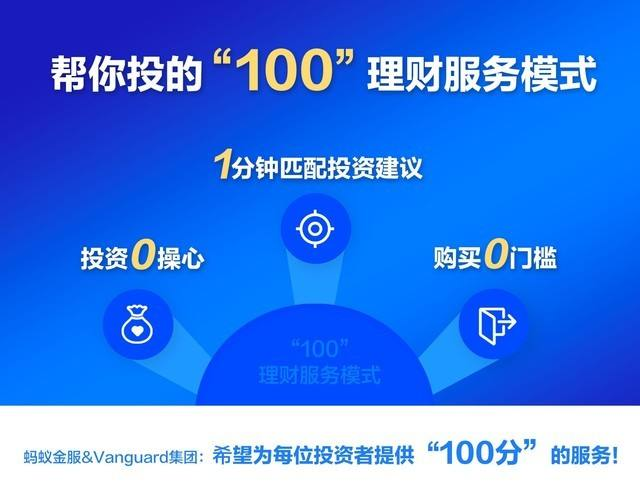 帮你投的“100”理财服务模式
1分钟匹配投资建议
投资0操心
购买0门槛
“100”
理财服务模式
蚂蚁金服&Vanguard集团：希望为每位投资者提供“100分”的服务！